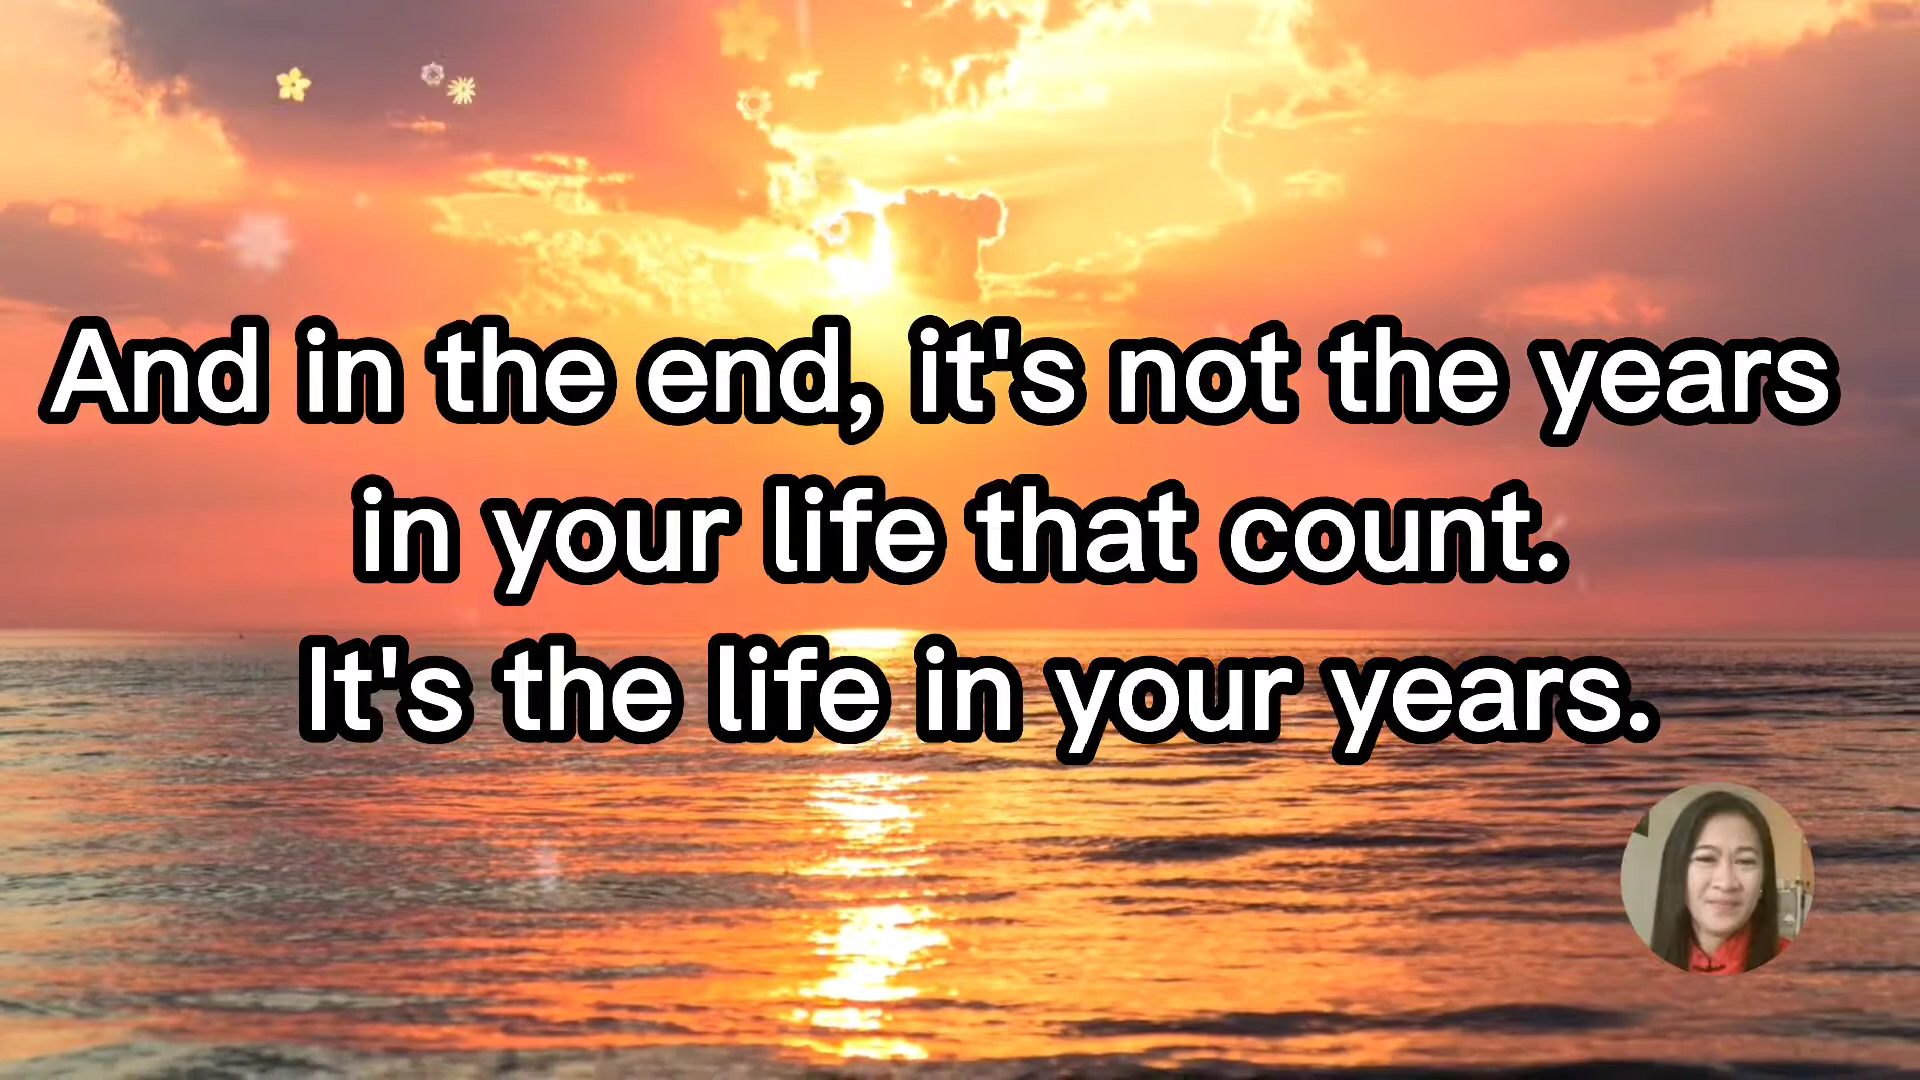 And in the end, it's not the years
in your life that count.
It's the life in your years.